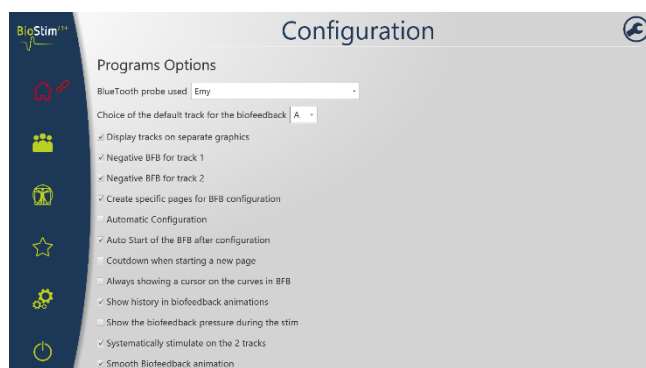 BioStim
Configuration
Programs Options
BlueTooth probe used Emy
Choice of the default track for the biofeedback A
Display tracks on separate graphics
Negative BFB for track 1
Negative BFB for track 2
Create specific pages for BFB configuration
Automatic Configuration
Auto Start of the BFB after configuration
Coutdown when starting a new page
Always showing a cursor on the curves in BFB
Show history in biofeedback animations
Show the biofeedback pressure during the stim
Systematically stimulate on the 2 tracks
Smooth Biofeedback animation